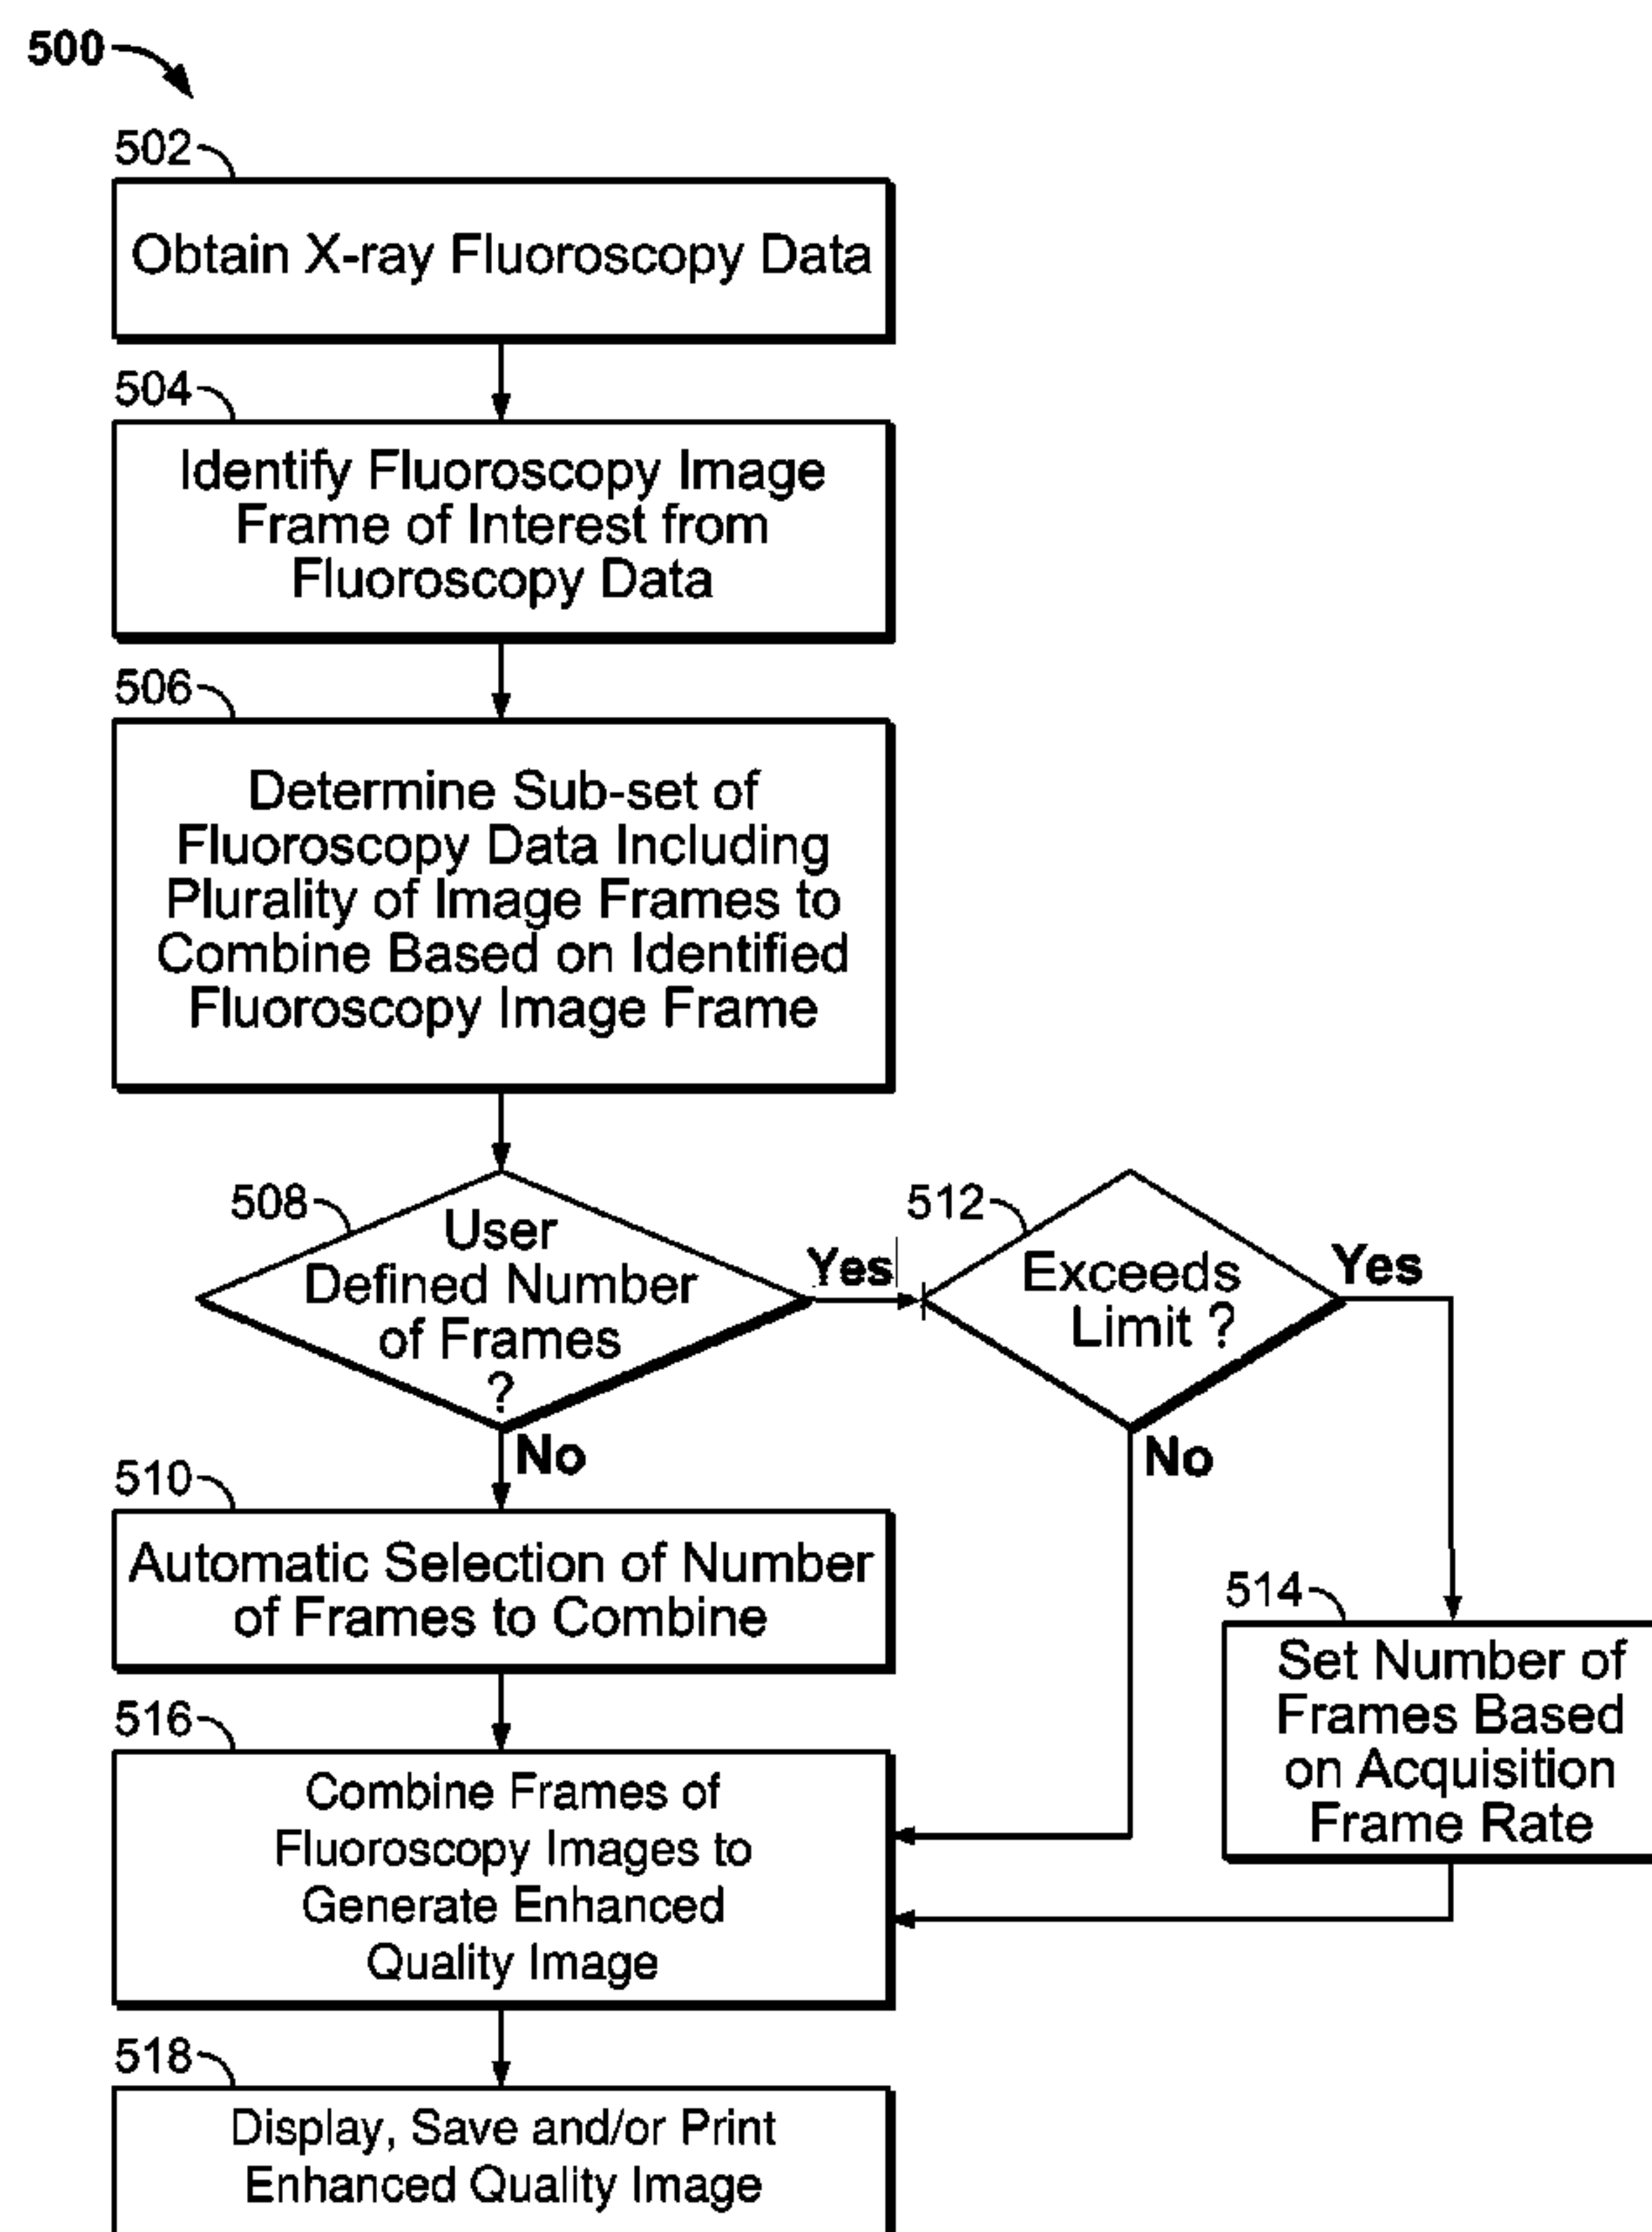 500
502
Obtain X-ray Fluoroscopy Data
504
Identify Fluoroscopy Image
Frame of Interest from
Fluoroscopy Data
506
Determine Sub-set of
Fluoroscopy Data Including
Plurality of Image Frames to
Combine Based on Identified
Fluoroscopy Image Frame
508
User
Defined Number
of Frames
?
Yes
512
Exceeds
Limit ?
Yes
No
No
510
Automatic Selection of Number
of Frames to Combine
514
Set Number of
Frames Based
on Acquisition
Frame Rate
516
Combine Frames of
Fluoroscopy Images to
Generate Enhanced
Quality Image
518
Display, Save and/or Print
Enhanced Quality Image